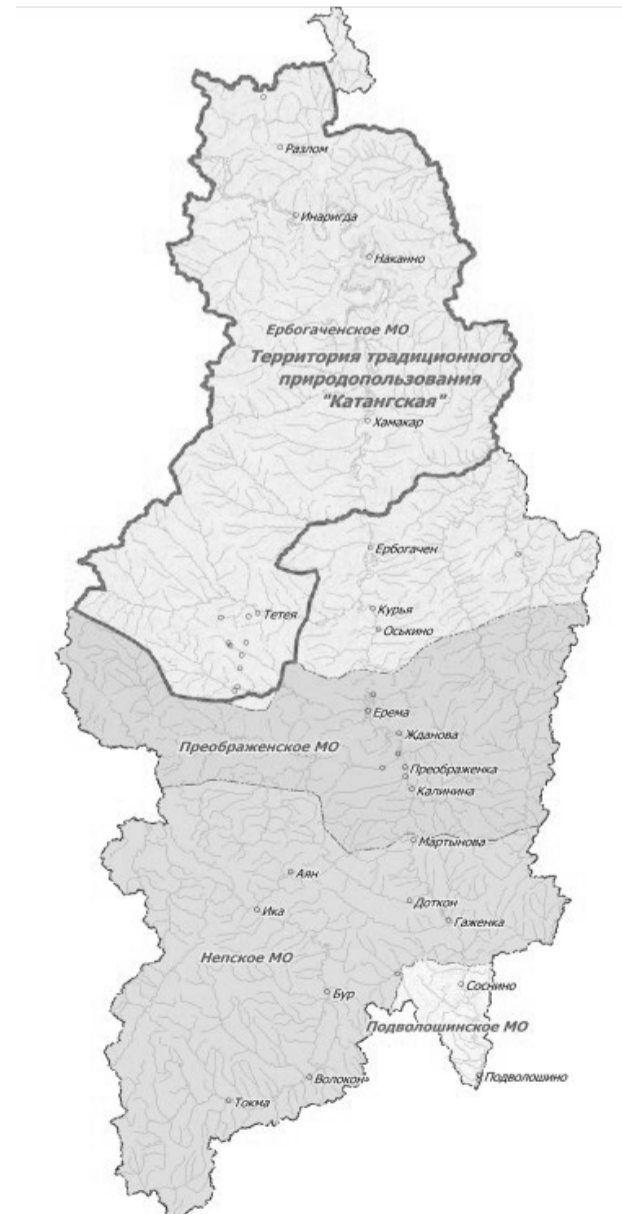 Разлом
Инаригда
Наканно
Ербогаченское МО
Территория традиционного
природопользования
"Катангская"
Хамакар
Ербогачен
Тетея
Курья
Оськино
Ерема
Жданова
Преображенское МО
Преображенка
Калинина
Мартынова
Аян
Доткон
Ика
Гаженка
Непское МО
Соснино
Бур
Подволошинское МО
Волокон
Подволошино
Токма